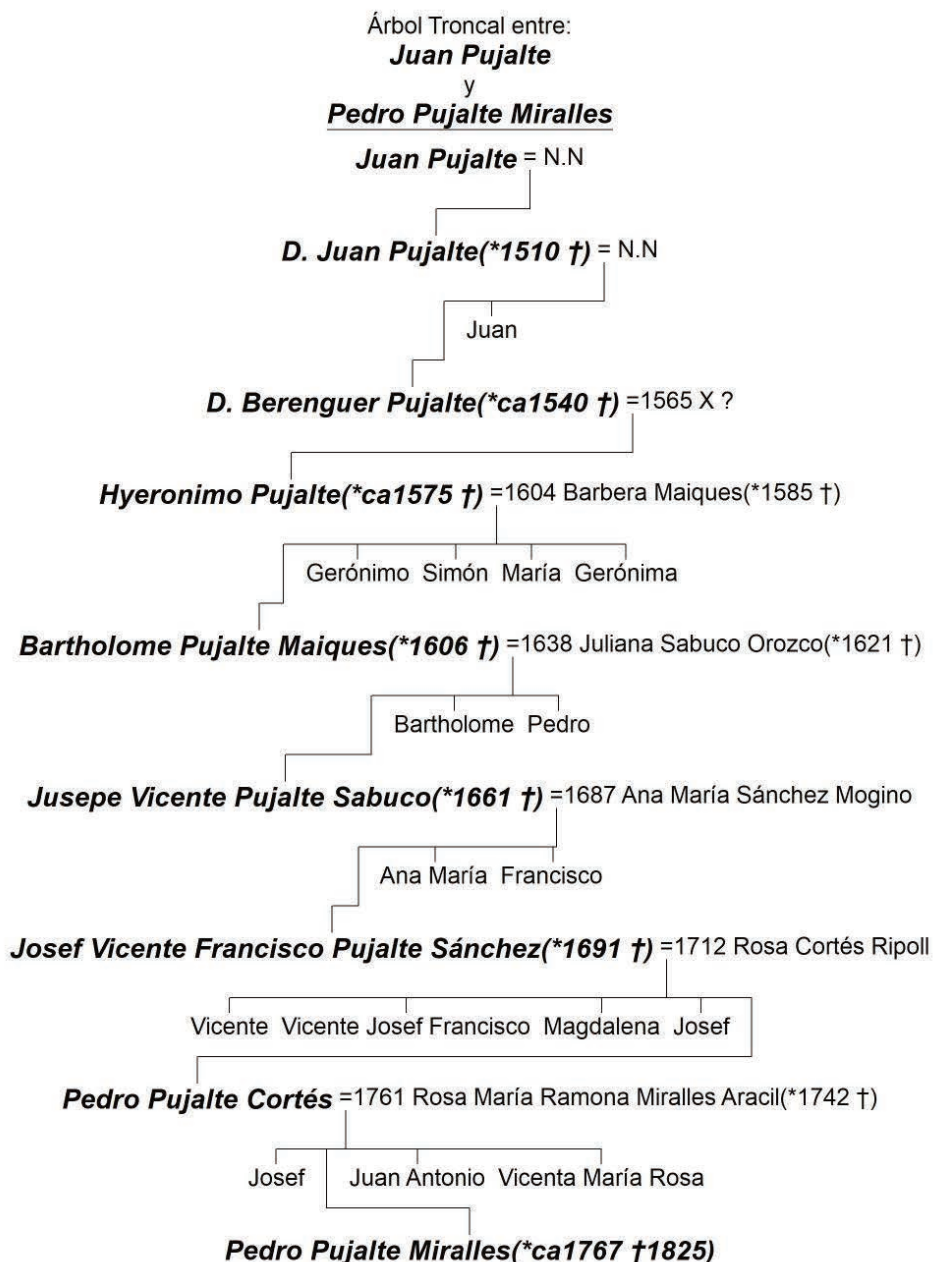 Árbol Troncal entre:
Juan Pujalte
y
Pedro Pujalte Miralles
Juan Pujalte = N.N
D. Juan Pujalte(*1510 †) = N.N
Juan
D. Berenguer Pujalte(*ca1540 †) =1565 X ?
Hyeronimo Pujalte(*ca1575 †) =1604 Barbera Maiques(*1585 †)
Gerónimo Simón María Gerónima
Bartholome Pujalte Maiques(*1606 †) =1638 Juliana Sabuco Orozco(*1621 †)
Bartholome Pedro
Jusepe Vicente Pujalte Sabuco(*1661 †) =1687 Ana María Sánchez Mogino
Ana María Francisco
Josef Vicente Francisco Pujalte Sánchez(*1691 †) =1712 Rosa Cortés Ripoll
Vicente Vicente Josef Francisco Magdalena Josef
Pedro Pujalte Cortés =1761 Rosa María Ramona Miralles Aracil(*1742 †)
Josef Juan Antonio Vicenta María Rosa
Pedro Pujalte Miralles(*ca1767 †1825)